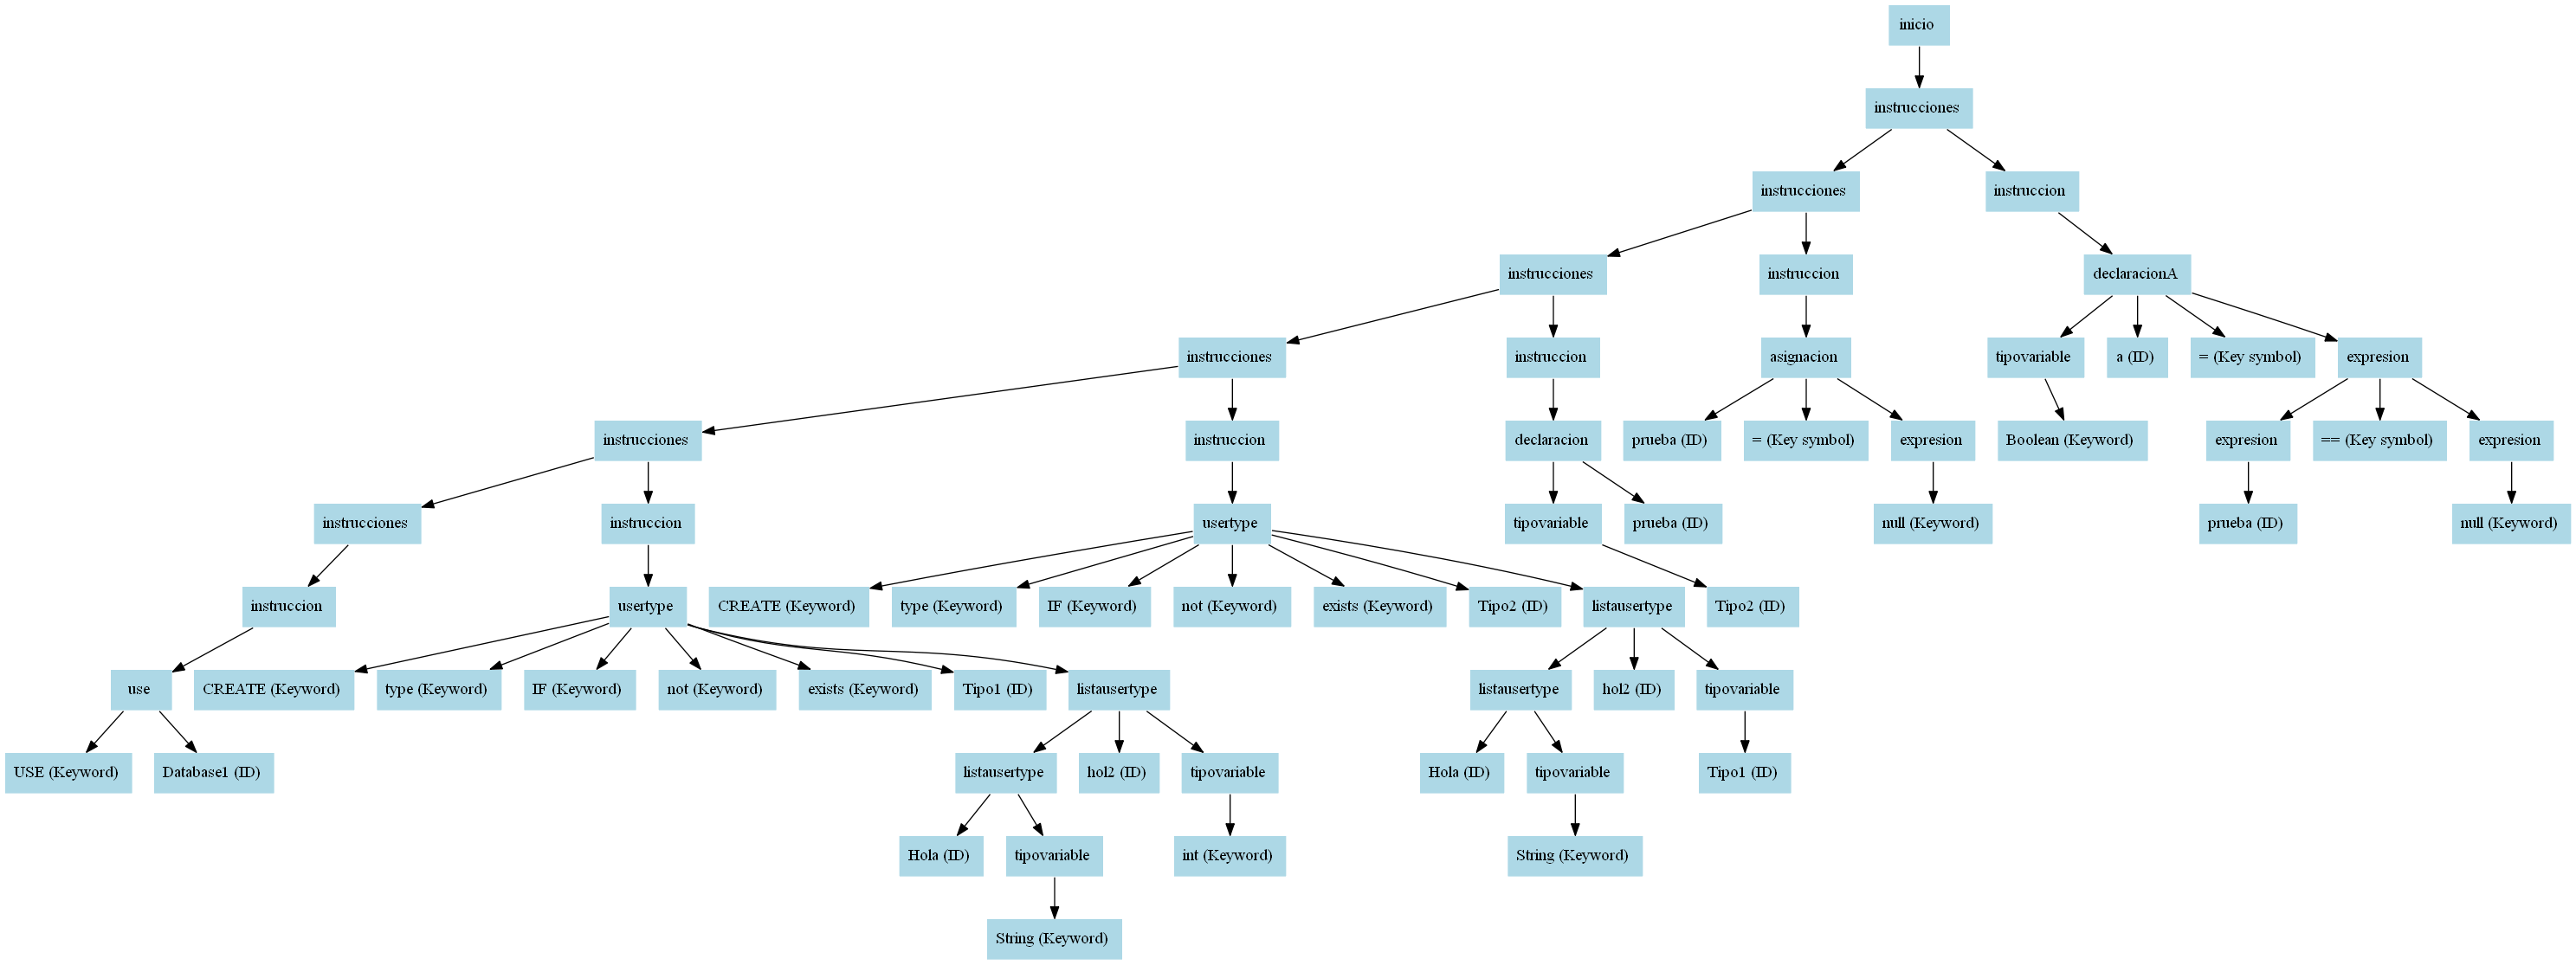 inicio
instrucciones
instrucciones
instruccion
instrucciones
instruccion
declaracionA
instrucciones
instruccion
asignacion
tipovariable
a (ID)
= (Key symbol)
expresion
instrucciones
instruccion
declaracion
prueba (ID)
= (Key symbol)
expresion
Boolean (Keyword)
expresion
== (Key symbol)
expresion
instrucciones
instruccion
usertype
tipovariable
prueba (ID)
null (Keyword)
prueba (ID)
null (Keyword)
instruccion
usertype
CREATE (Keyword)
type (Keyword)
IF (Keyword)
not (Keyword)
exists (Keyword)
Tipo2 (ID)
listausertype
Tipo2 (ID)
use
CREATE (Keyword)
type (Keyword)
IF (Keyword)
not (Keyword)
exists (Keyword)
Tipo1 (ID)
listausertype
listausertype
hol2 (ID)
tipovariable
USE (Keyword)
Database1 (ID)
listausertype
hol2 (ID)
tipovariable
Hola (ID)
tipovariable
Tipo1 (ID)
Hola (ID)
tipovariable
int (Keyword)
String (Keyword)
String (Keyword)